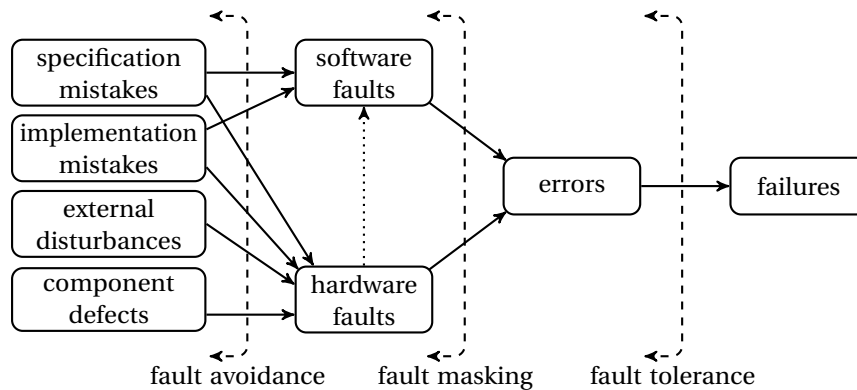 specification
mistakes
implementation
mistakes
external
disturbances
component
defects
software
faults
hardware
faults
errors
failures
fault avoidance
fault masking
fault tolerance